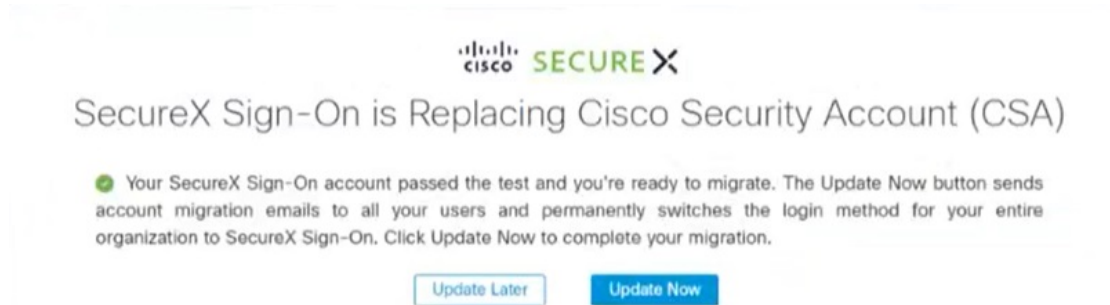 CISCO SECURE X
SecureX Sign-On is Replacing Cisco Security Account (CSA)
Your SecureX Sign-On account passed the test and you're ready to migrate. The Update Now button sends
account migration emails to all your users and permanently switches the login method for your entire
organization to SecureX Sign-On. Click Update Now to complete your migration.
Update Later Update Now